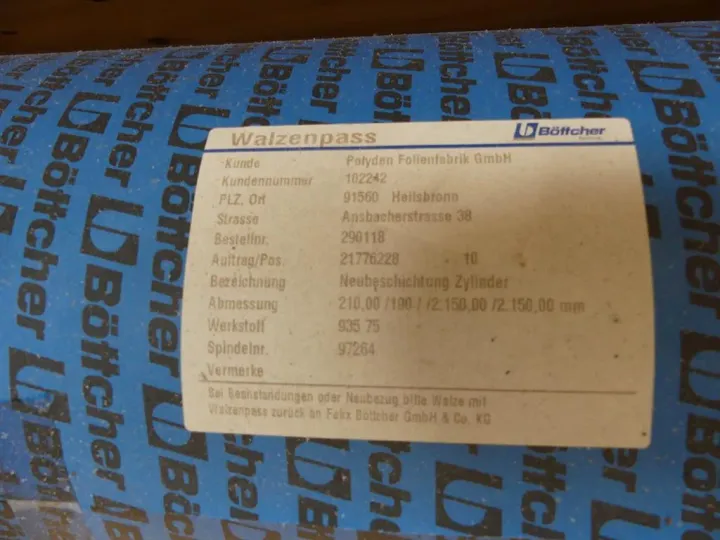 Walzenpass
Böttcher
Kunde Polyden Folienfabrik GmbH
Kundennummer 102242
PLZ, Ort 91560 Heilsbronn
Strasse Ansbacherstrasse 38
Bestellnr. 290118
Auftrag/Pos. 21776228 10
Bezeichnung Neubeschichtung Zylinder
Abmessung 210,00 /190 / /2.150,00 /2.150,00 mm
Werkstoff 935 75
Spindelnr. 97264
Vermerke
Bei Beanstandungen oder Neubezug bitte Walze mit
Walzenpass zurück an Felix Böttcher GmbH & Co. KG
Böttcher
Böttcher
Böttcher
Böttcher
Böttcher
Böttcher